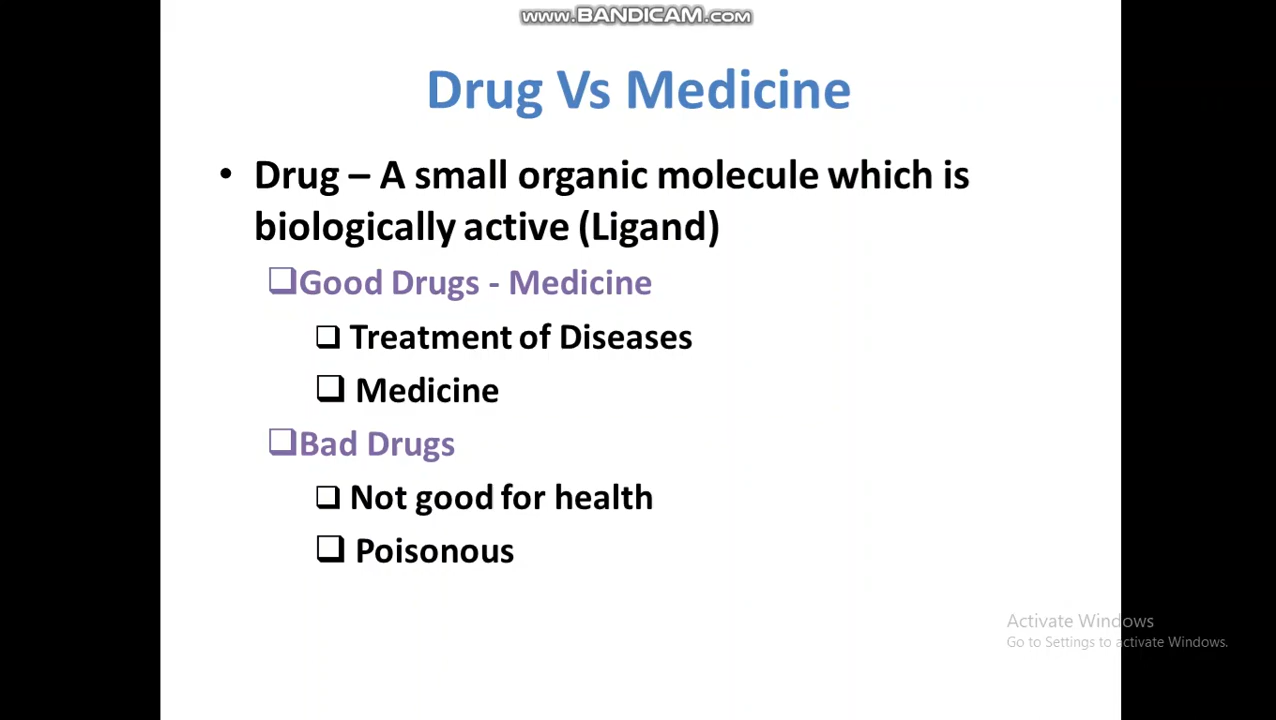 www.BANDICAM.com
Drug Vs Medicine
• Drug – A small organic molecule which is
biologically active (Ligand)
❑Good Drugs - Medicine
❑ Treatment of Diseases
❑ Medicine
❑Bad Drugs
❑ Not good for health
❑ Poisonous
Activate Windows
Go to Settings to activate Windows.